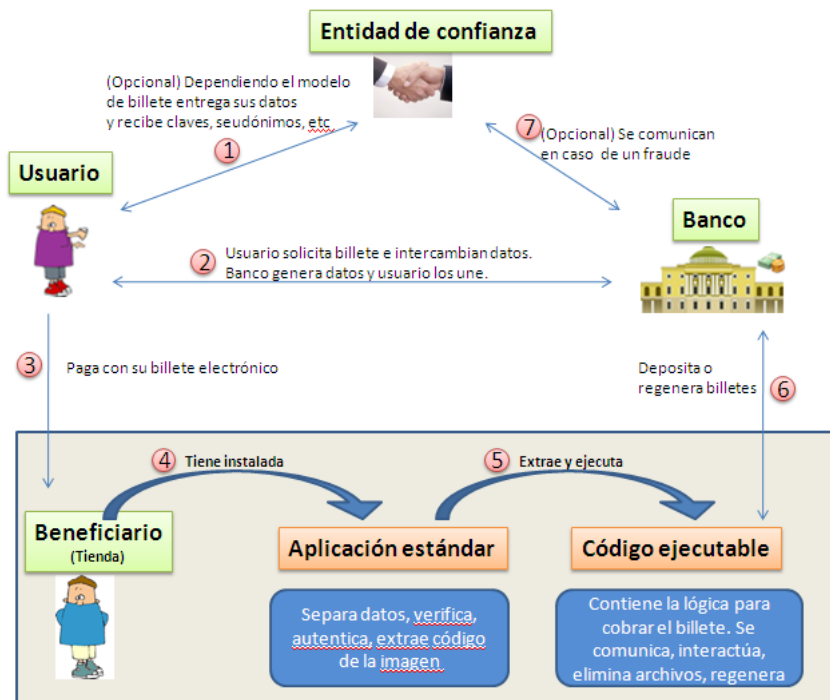 Entidad de confianza
(Opcional) Dependiendo el modelo
de billete entrega sus datos
y recibe claves, seudónimos, etc
1
7
(Opcional) Se comunican
en caso de un fraude
Usuario
Banco
2
Usuario solicita billete e intercambian datos.
Banco genera datos y usuario los une.
3
Paga con su billete electrónico
Deposita o
regenera billetes
6
4
Tiene instalada
5
Extrae y ejecuta
Beneficiario
(Tienda)
Aplicación estándar
Código ejecutable
Separa datos, verifica,
autentica, extrae código
de la imagen
Contiene la lógica para
cobrar el billete. Se
comunica, interactúa,
elimina archivos, regenera